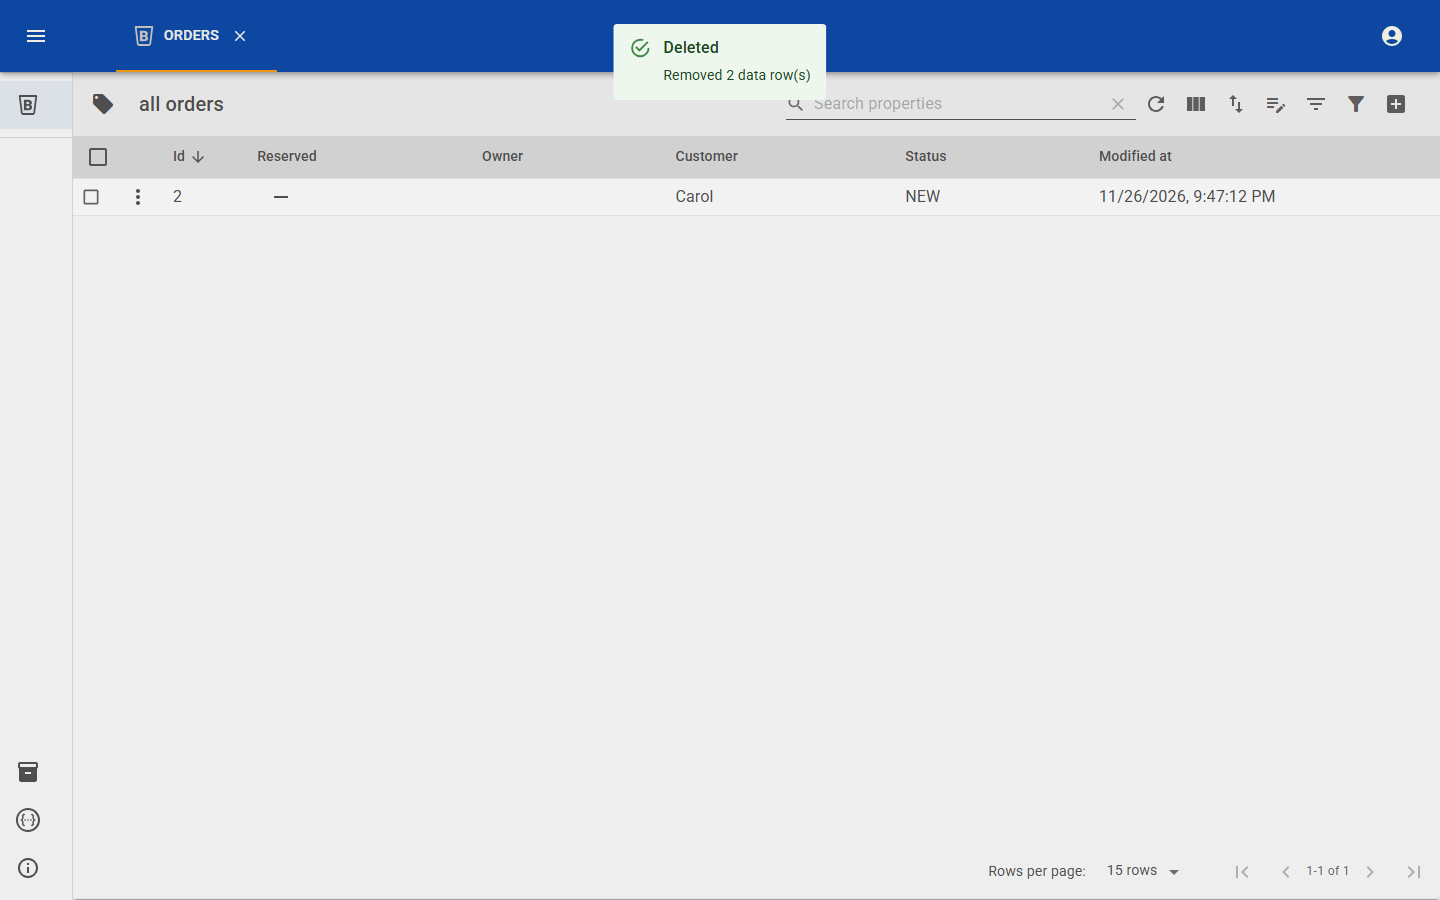 ORDERS
Deleted
Removed 2 data row(s)
all orders
Search properties
Id Reserved Owner Customer Status Modified at
2 — Carol NEW 11/26/2026, 9:47:12 PM
Rows per page: 15 rows 1-1 of 1